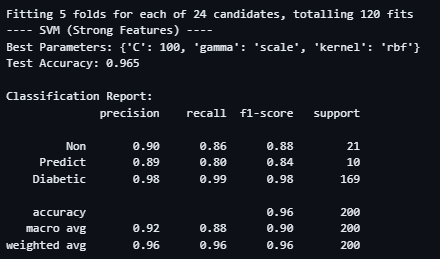 Fitting 5 folds for each of 24 candidates, totalling 120 fits
---- SVM (Strong Features) ----
Best Parameters: {'C': 100, 'gamma': 'scale', 'kernel': 'rbf'}
Test Accuracy: 0.965
Classification Report:
precision recall f1-score support
Non 0.90 0.86 0.88 21
Predict 0.89 0.80 0.84 10
Diabetic 0.98 0.99 0.98 169
accuracy 0.96 200
macro avg 0.92 0.88 0.90 200
weighted avg 0.96 0.96 0.96 200